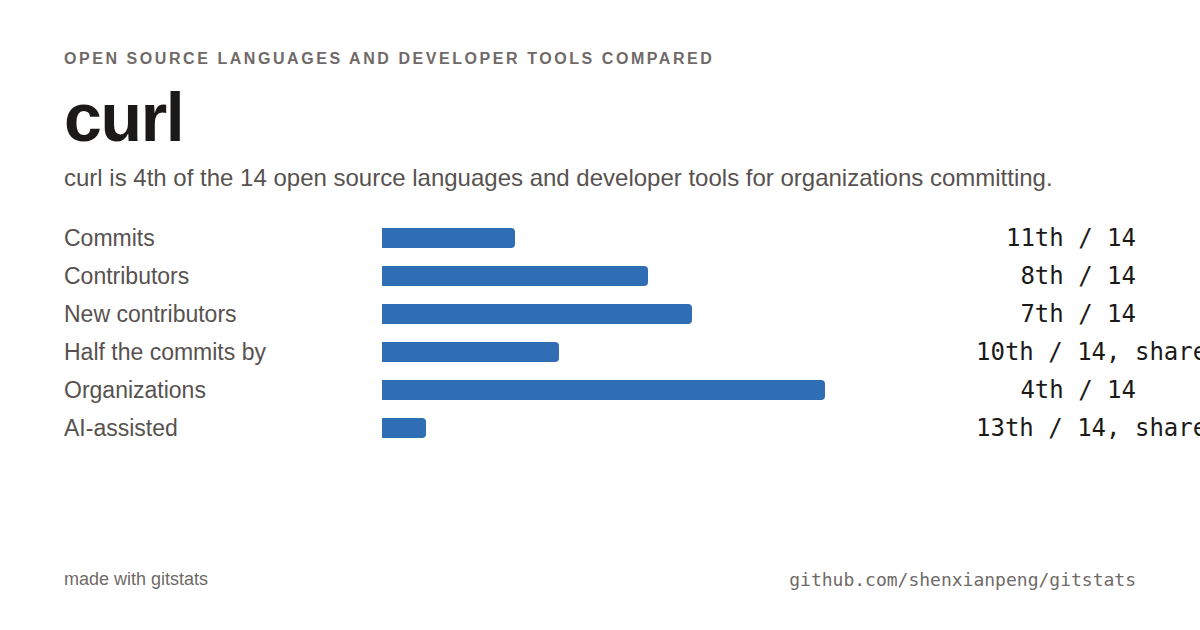 OPEN SOURCE LANGUAGES AND DEVELOPER TOOLS COMPARED
curl
curl is 4th of the 14 open source languages and developer tools for organizations committing.
Commits 11th / 14
Contributors 8th / 14
New contributors 7th / 14
Half the commits by 10th / 14, share
Organizations 4th / 14
AI-assisted 13th / 14, share
made with gitstats github.com/shenxianpeng/gitstats